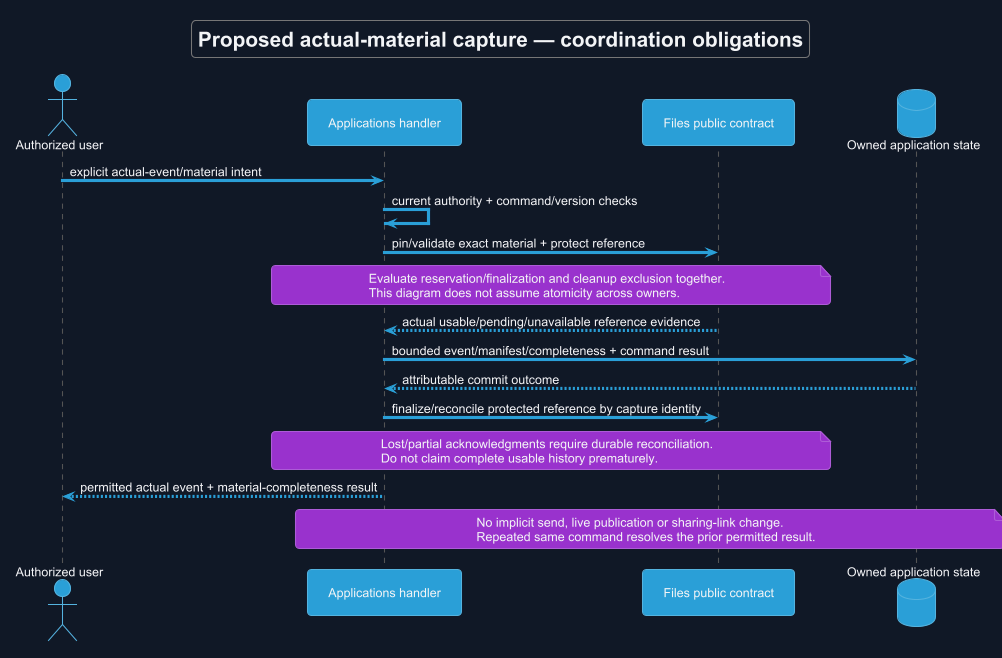 Proposed actual-material capture — coordination obligations
Authorized user
Applications handler
Files public contract
Owned application state
explicit actual-event/material intent
current authority + command/version checks
pin/validate exact material + protect reference
Evaluate reservation/finalization and cleanup exclusion together.
This diagram does not assume atomicity across owners.
actual usable/pending/unavailable reference evidence
bounded event/manifest/completeness + command result
attributable commit outcome
finalize/reconcile protected reference by capture identity
Lost/partial acknowledgments require durable reconciliation.
Do not claim complete usable history prematurely.
permitted actual event + material-completeness result
No implicit send, live publication or sharing-link change.
Repeated same command resolves the prior permitted result.
Authorized user
Applications handler
Files public contract
Owned application state